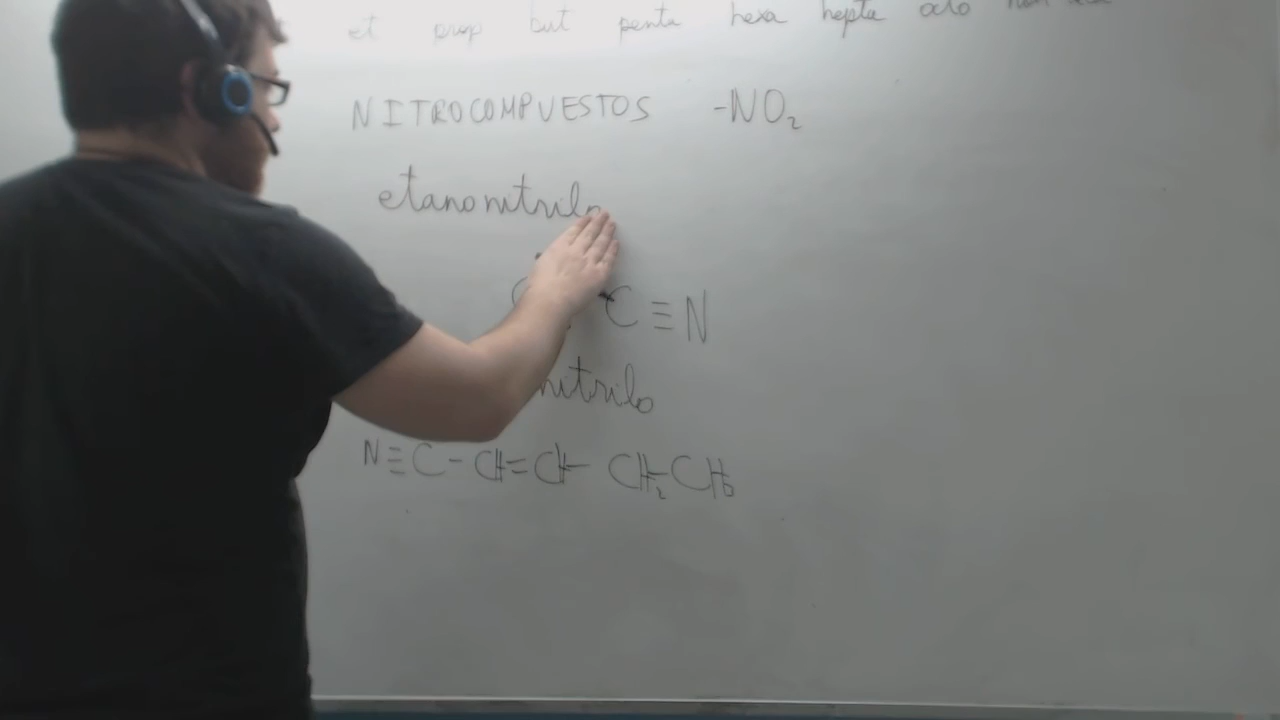 et prop but penta hexa hepta octo
NITROCOMPUESTOS -NO₂
etanonitrilo
C≡N
nitrilo
N≡C-CH=CH-CH₂CH₃